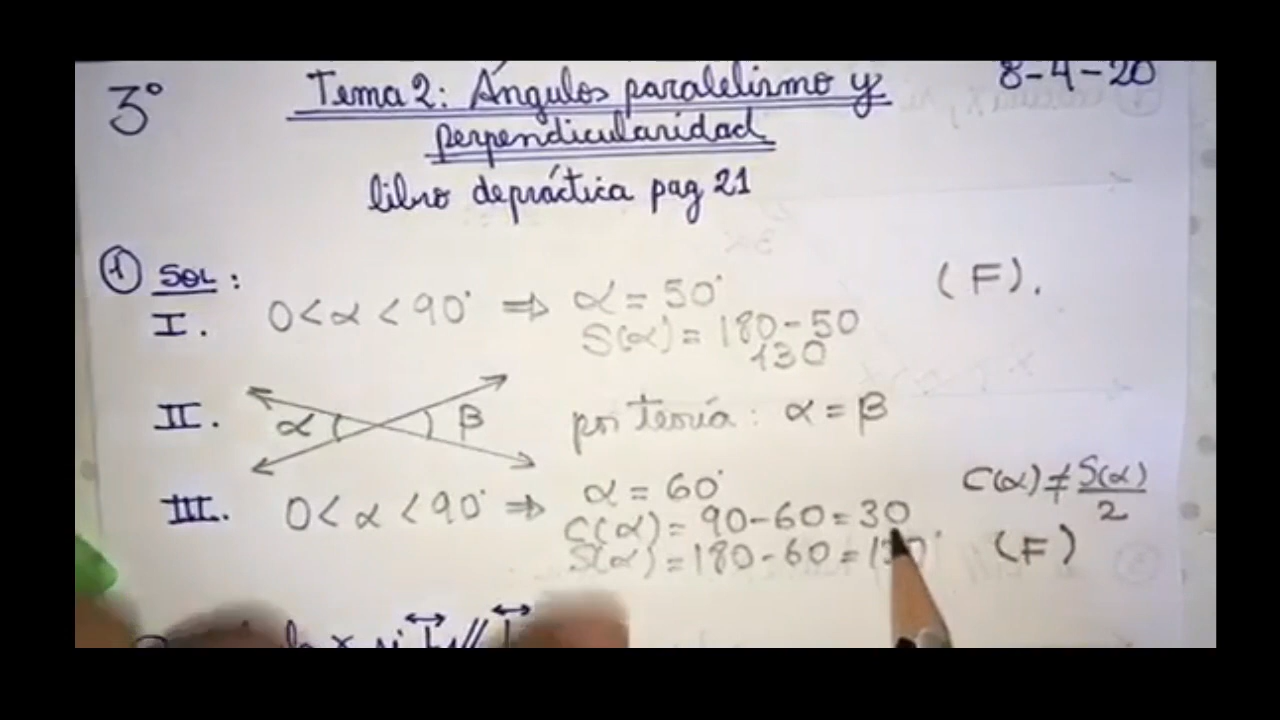 3° Tema 2: Ángulos paralelismo y 8-4-20
perpendicularidad
libro de práctica pag 21
① SOL:
I. 0<α<90° ⇒ α=50° (F).
S(α)=180-50
130
II. α β por teoría: α=β
III. 0<α<90° ⇒ α=60° C(α)≠S(α)/2
C(α)=90-60=30
S(α)=180-60= (F)
x